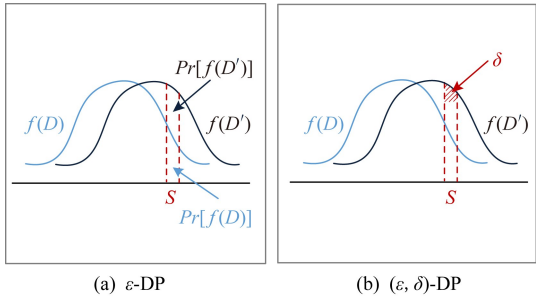 Pr[f(D′)]
f(D)
f(D′)
S
Pr[f(D)]
(a) ε-DP
δ
f(D)
f(D′)
S
(b) (ε, δ)-DP